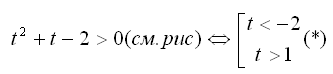 t² + t − 2 > 0(см.рис) ⇔ [ t < −2
t > 1 (*)